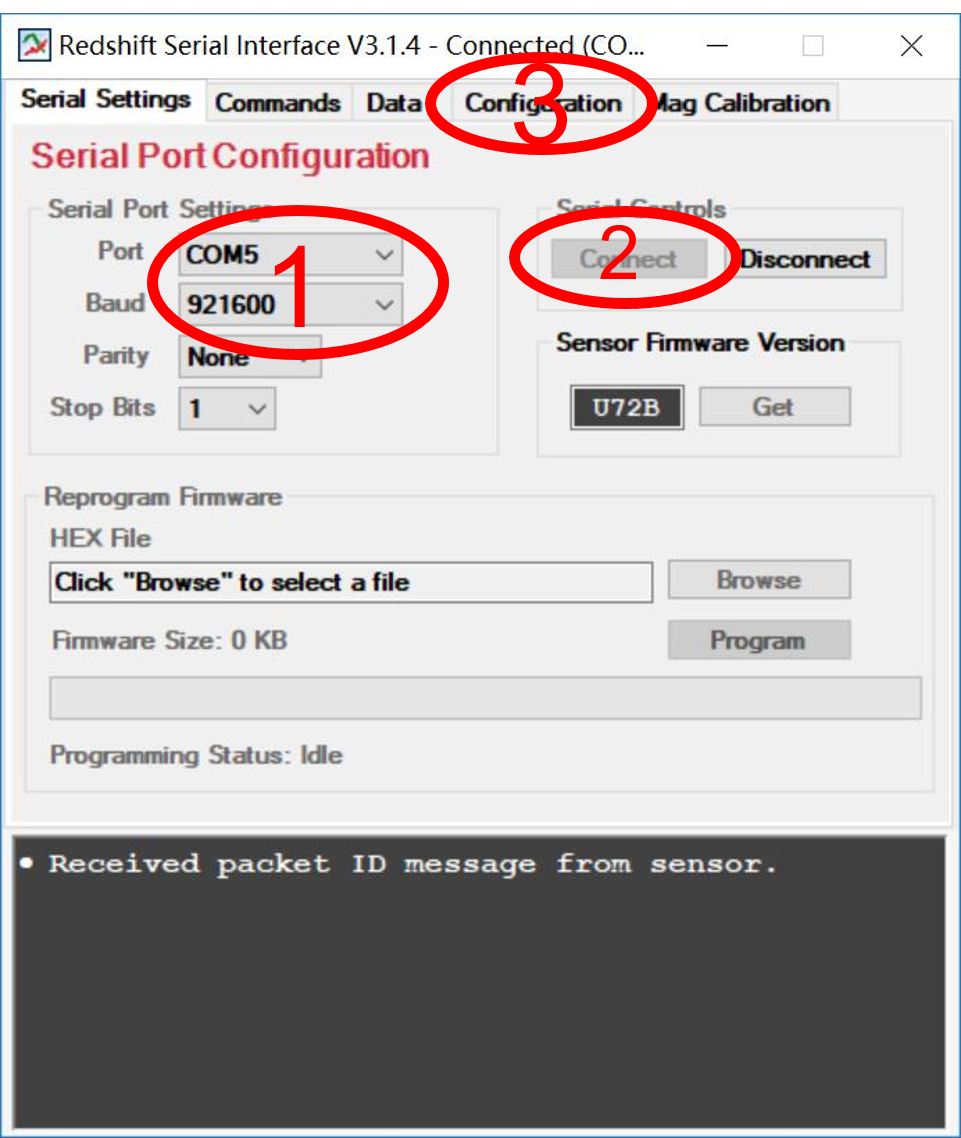 Redshift Serial Interface V3.1.4 - Connected (CO...
Serial Settings Commands Data Configuration Mag Calibration
3
Serial Port Configuration
Serial Port Settings
Port COM5
Baud 921600
1
Parity None
Stop Bits 1
Serial Controls
Connect Disconnect
2
Sensor Firmware Version
U72B Get
Reprogram Firmware
HEX File
Click "Browse" to select a file Browse
Firmware Size: 0 KB Program
Programming Status: Idle
• Received packet ID message from sensor.